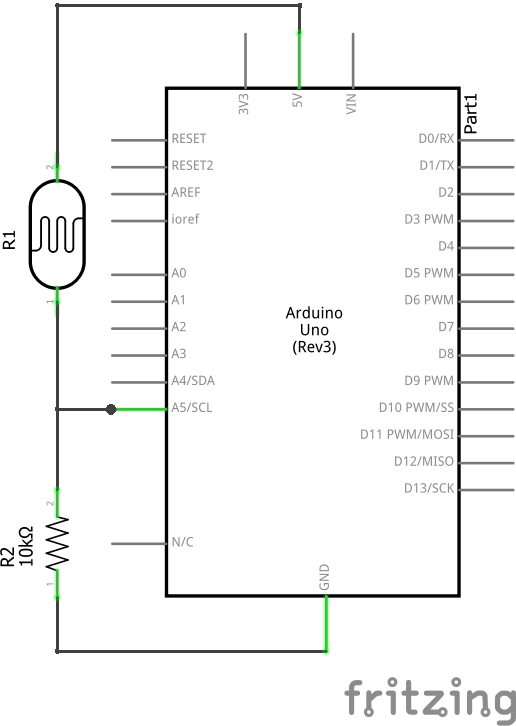 3V3
5V
VIN
Part1
RESET
RESET2
AREF
ioref
A0
A1
A2
A3
A4/SDA
A5/SCL
N/C
D0/RX
D1/TX
D2
D3 PWM
D4
D5 PWM
D6 PWM
D7
D8
D9 PWM
D10 PWM/SS
D11 PWM/MOSI
D12/MISO
D13/SCK
Arduino
Uno
(Rev3)
GND
2
R1
1
2
R2
10kΩ
1
fritzing